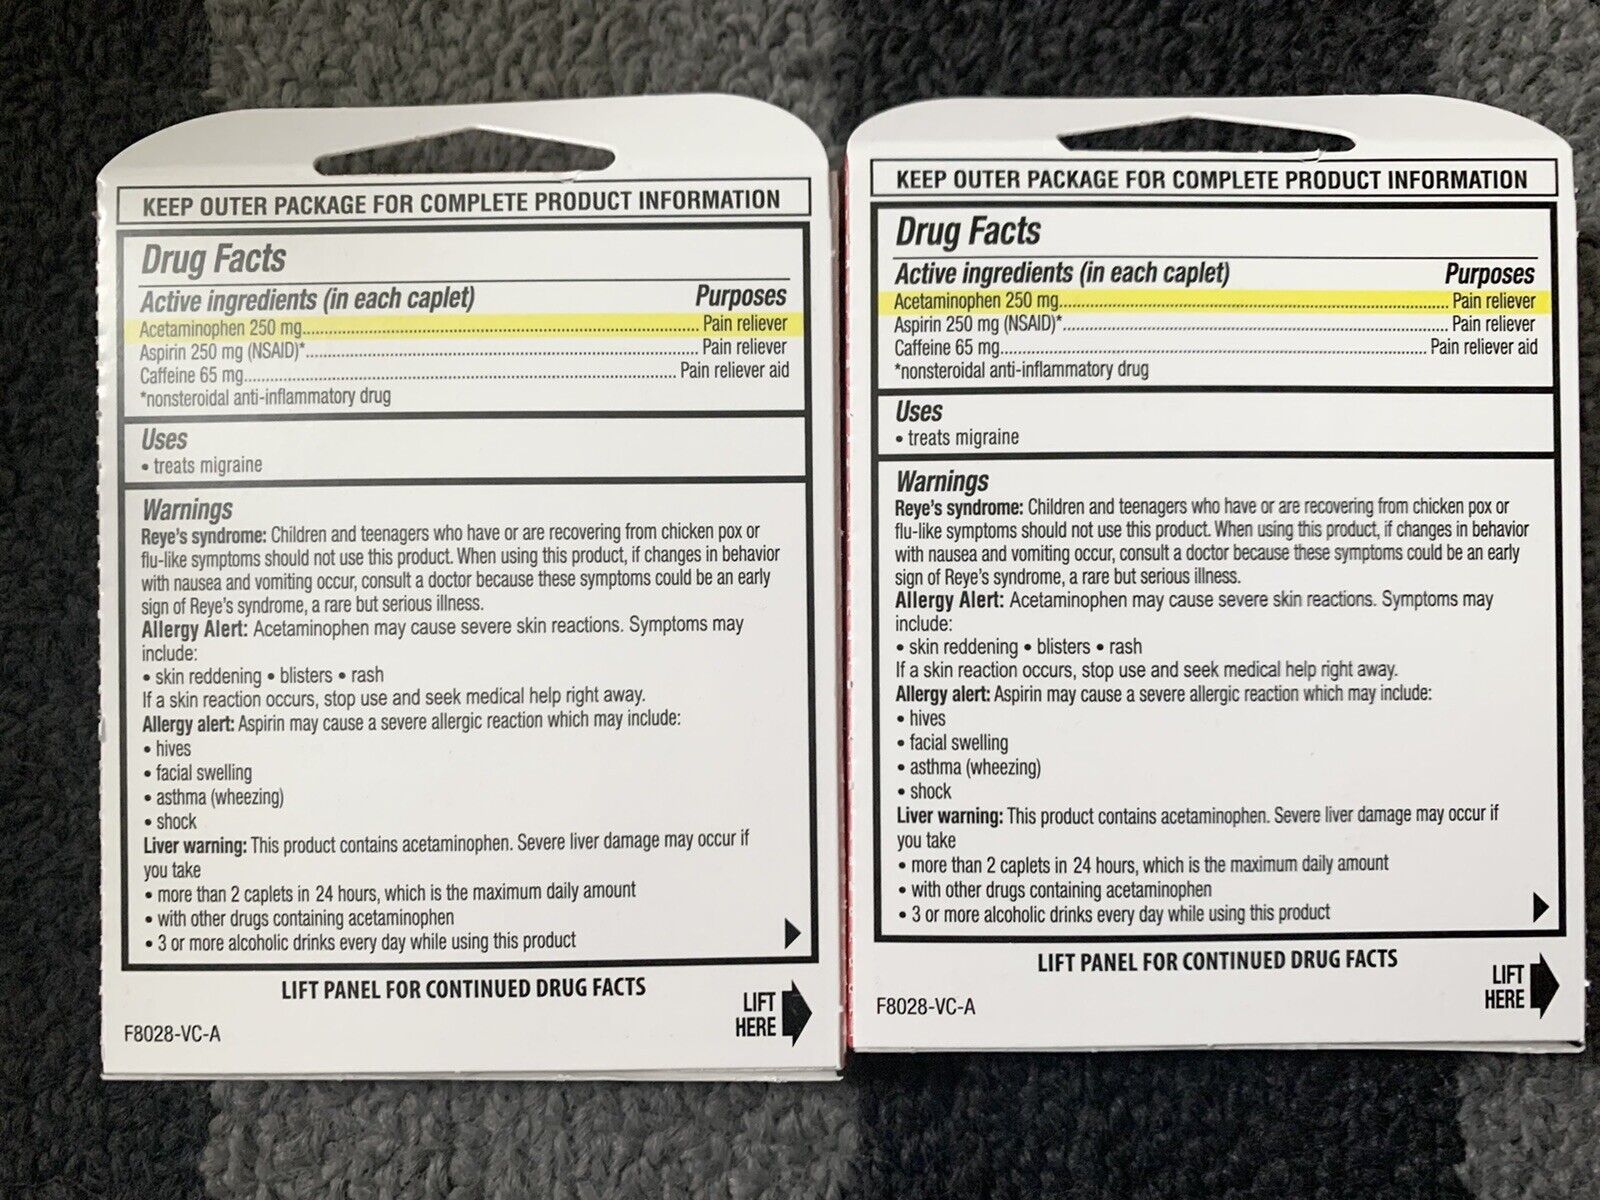 KEEP OUTER PACKAGE FOR COMPLETE PRODUCT INFORMATION
Drug Facts
Active ingredients (in each caplet) Purposes
Acetaminophen 250 mg........Pain reliever
Aspirin 250 mg (NSAID)*........Pain reliever
Caffeine 65 mg........Pain reliever aid
*nonsteroidal anti-inflammatory drug
Uses
• treats migraine
Warnings
Reye's syndrome: Children and teenagers who have or are recovering from chicken pox or
flu-like symptoms should not use this product. When using this product, if changes in behavior
with nausea and vomiting occur, consult a doctor because these symptoms could be an early
sign of Reye's syndrome, a rare but serious illness.
Allergy Alert: Acetaminophen may cause severe skin reactions. Symptoms may
include:
• skin reddening • blisters • rash
If a skin reaction occurs, stop use and seek medical help right away.
Allergy alert: Aspirin may cause a severe allergic reaction which may include:
• hives
• facial swelling
• asthma (wheezing)
• shock
Liver warning: This product contains acetaminophen. Severe liver damage may occur if
you take
• more than 2 caplets in 24 hours, which is the maximum daily amount
• with other drugs containing acetaminophen
• 3 or more alcoholic drinks every day while using this product
LIFT PANEL FOR CONTINUED DRUG FACTS
LIFT
HERE
F8028-VC-A
KEEP OUTER PACKAGE FOR COMPLETE PRODUCT INFORMATION
Drug Facts
Active ingredients (in each caplet) Purposes
Acetaminophen 250 mg........Pain reliever
Aspirin 250 mg (NSAID)*........Pain reliever
Caffeine 65 mg........Pain reliever aid
*nonsteroidal anti-inflammatory drug
Uses
• treats migraine
Warnings
Reye's syndrome: Children and teenagers who have or are recovering from chicken pox or
flu-like symptoms should not use this product. When using this product, if changes in behavior
with nausea and vomiting occur, consult a doctor because these symptoms could be an early
sign of Reye's syndrome, a rare but serious illness.
Allergy Alert: Acetaminophen may cause severe skin reactions. Symptoms may
include:
• skin reddening • blisters • rash
If a skin reaction occurs, stop use and seek medical help right away.
Allergy alert: Aspirin may cause a severe allergic reaction which may include:
• hives
• facial swelling
• asthma (wheezing)
• shock
Liver warning: This product contains acetaminophen. Severe liver damage may occur if
you take
• more than 2 caplets in 24 hours, which is the maximum daily amount
• with other drugs containing acetaminophen
• 3 or more alcoholic drinks every day while using this product
LIFT PANEL FOR CONTINUED DRUG FACTS
LIFT
HERE
F8028-VC-A